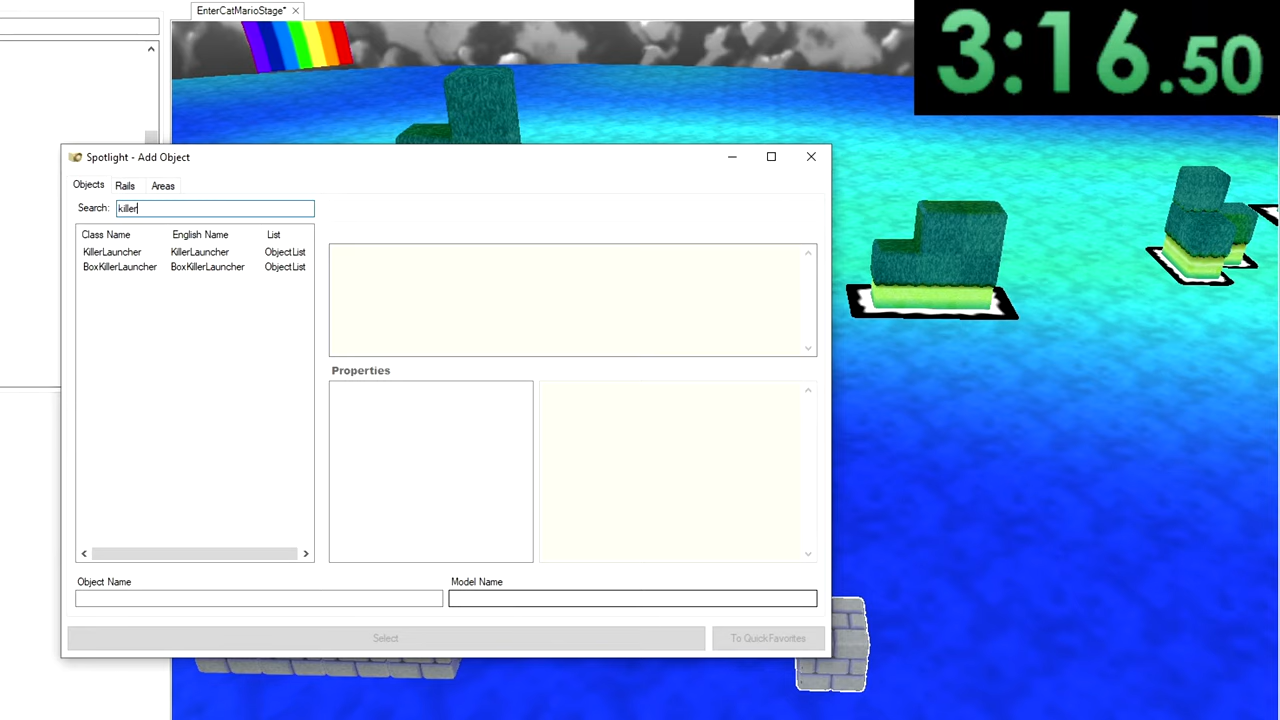 EnterCatMarioStage*
3:16.50
Spotlight - Add Object
Objects Rails Areas
Search: killer
Class Name English Name List
KillerLauncher KillerLauncher ObjectList
BoxKillerLauncher BoxKillerLauncher ObjectList
Properties
Object Name Model Name
Select To QuickFavorites